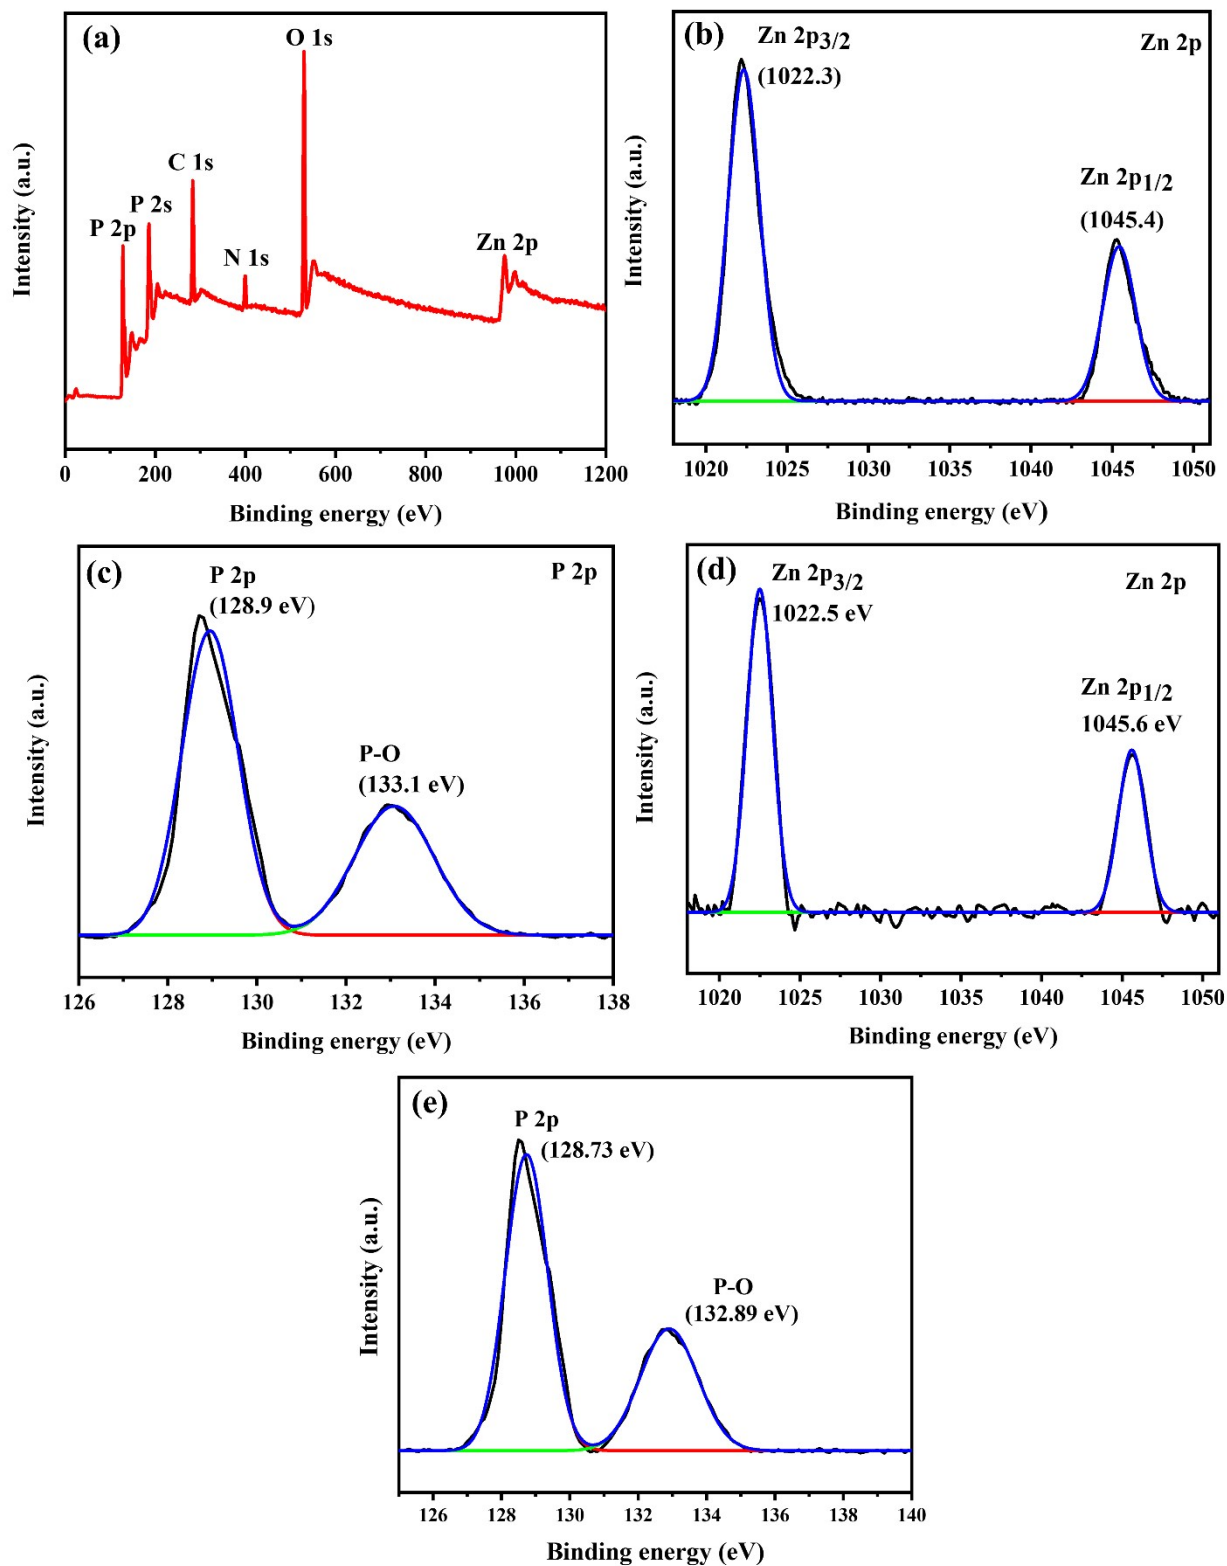 (a)
O 1s
C 1s
P 2s
P 2p
N 1s
Zn 2p
Intensity (a.u.)
0 200 400 600 800 1000 1200
Binding energy (eV)
(b)
Zn 2p3/2
(1022.3)
Zn 2p
Zn 2p1/2
(1045.4)
Intensity (a.u.)
1020 1025 1030 1035 1040 1045 1050
Binding energy (eV)
(c)
P 2p
(128.9 eV)
P 2p
P-O
(133.1 eV)
Intensity (a.u.)
126 128 130 132 134 136 138
Binding energy (eV)
(d)
Zn 2p3/2
1022.5 eV
Zn 2p
Zn 2p1/2
1045.6 eV
Intensity (a.u.)
1020 1025 1030 1035 1040 1045 1050
Binding energy (eV)
(e)
P 2p
(128.73 eV)
P-O
(132.89 eV)
Intensity (a.u.)
126 128 130 132 134 136 138 140
Binding energy (eV)